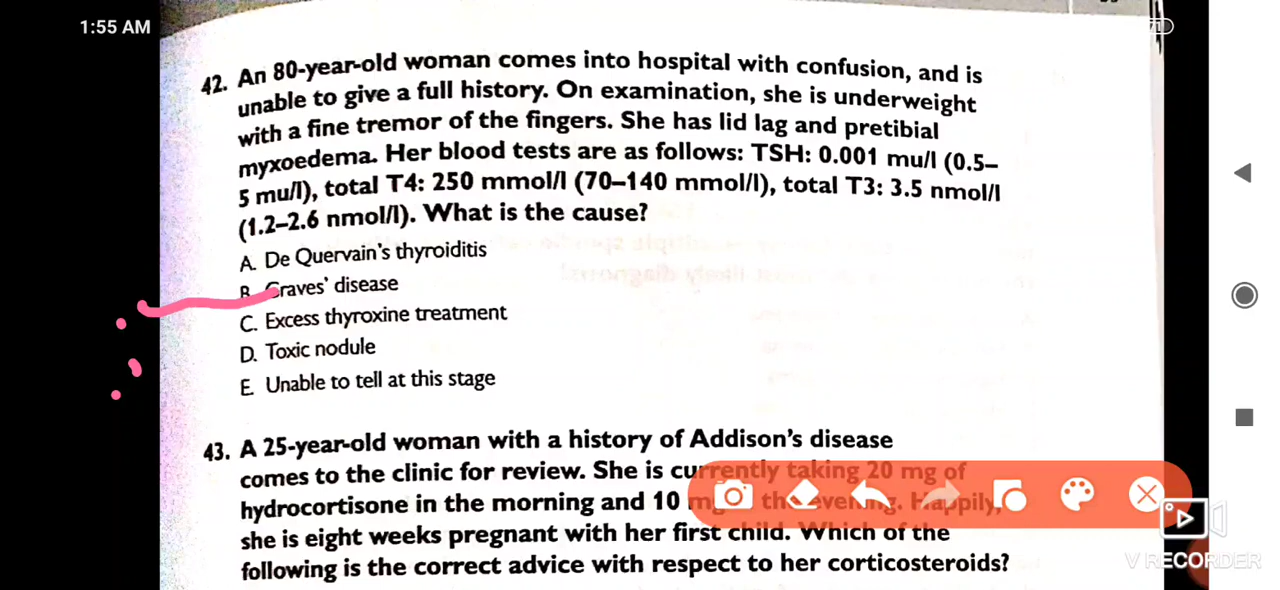 1:55 AM
42. An 80-year-old woman comes into hospital with confusion, and is
unable to give a full history. On examination, she is underweight
with a fine tremor of the fingers. She has lid lag and pretibial
myxoedema. Her blood tests are as follows: TSH: 0.001 mu/l (0.5–
5 mu/l), total T4: 250 mmol/l (70–140 mmol/l), total T3: 3.5 nmol/l
(1.2–2.6 nmol/l). What is the cause?
A. De Quervain's thyroiditis
B. Graves' disease
C. Excess thyroxine treatment
D. Toxic nodule
E. Unable to tell at this stage
43. A 25-year-old woman with a history of Addison's disease
comes to the clinic for review. She is currently taking 20 mg of
hydrocortisone in the morning and 10 evening. Happily,
she is eight weeks pregnant with her first child. Which of the
following is the correct advice with respect to her corticosteroids?
V RECORDER